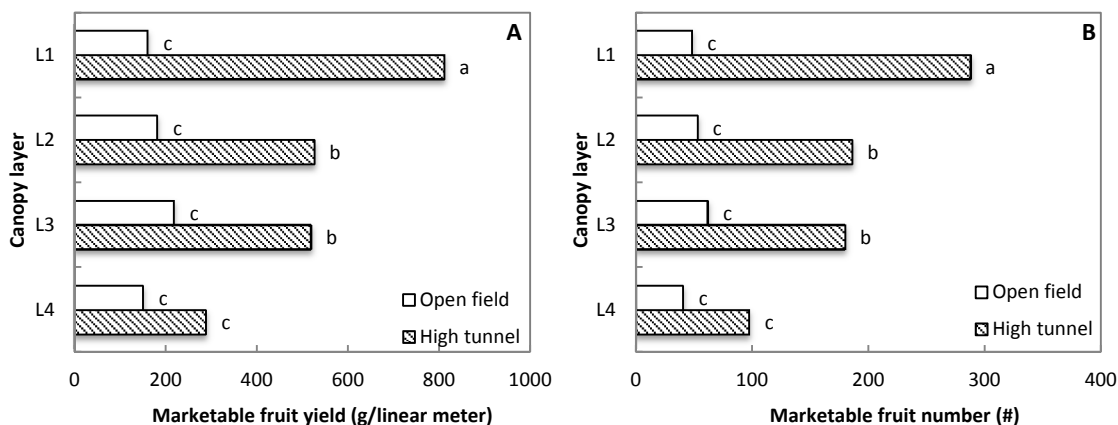 A
L1
c
a
L2
c
b
L3
c
b
L4
c
c
Canopy layer
Open field
High tunnel
0 200 400 600 800 1000
Marketable fruit yield (g/linear meter)
B
L1
c
a
L2
c
b
L3
c
b
L4
c
c
Canopy layer
Open field
High tunnel
0 100 200 300 400
Marketable fruit number (#)